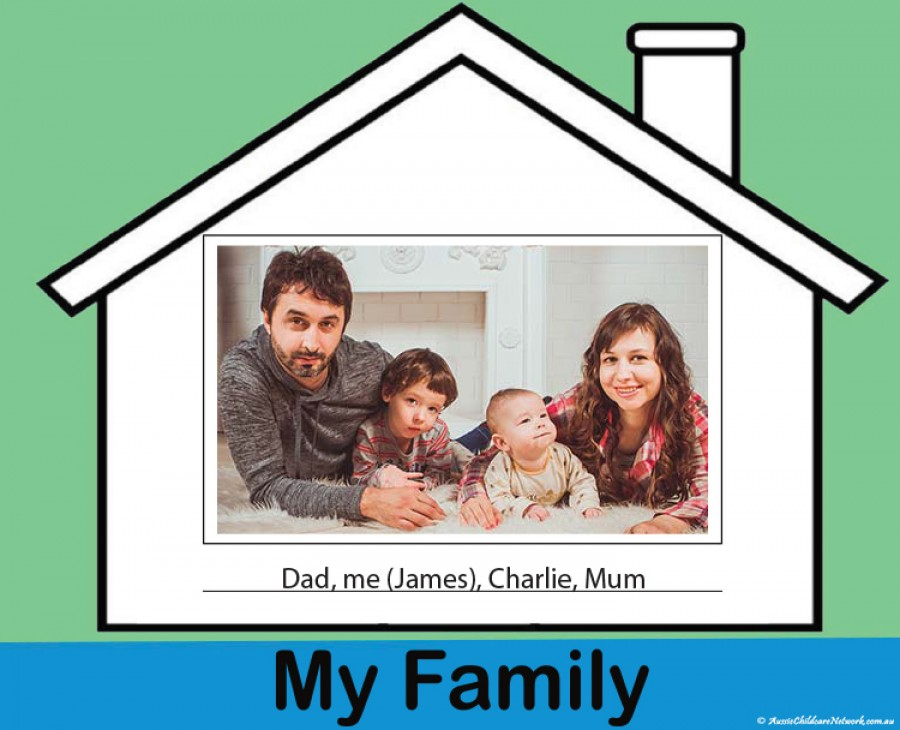 Dad, me (James), Charlie, Mum
My Family
© AussieChildcareNetwork.com.au